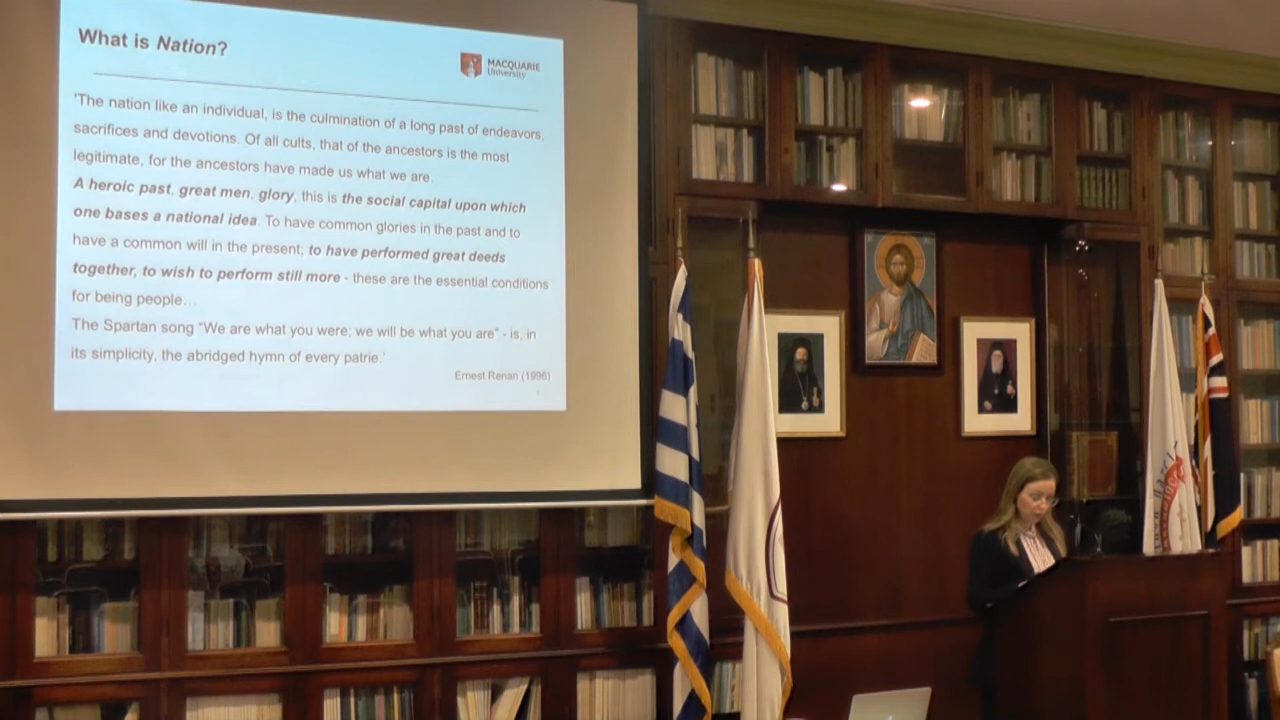 What is Nation?
MACQUARIE
University
'The nation like an individual, is the culmination of a long past of endeavors,
sacrifices and devotions. Of all cults, that of the ancestors is the most
legitimate, for the ancestors have made us what we are.
A heroic past, great men, glory, this is the social capital upon which
one bases a national idea. To have common glories in the past and to
have a common will in the present; to have performed great deeds
together, to wish to perform still more - these are the essential conditions
for being people…
The Spartan song "We are what you were; we will be what you are" - is, in
its simplicity, the abridged hymn of every patrie.'
Ernest Renan (1996)